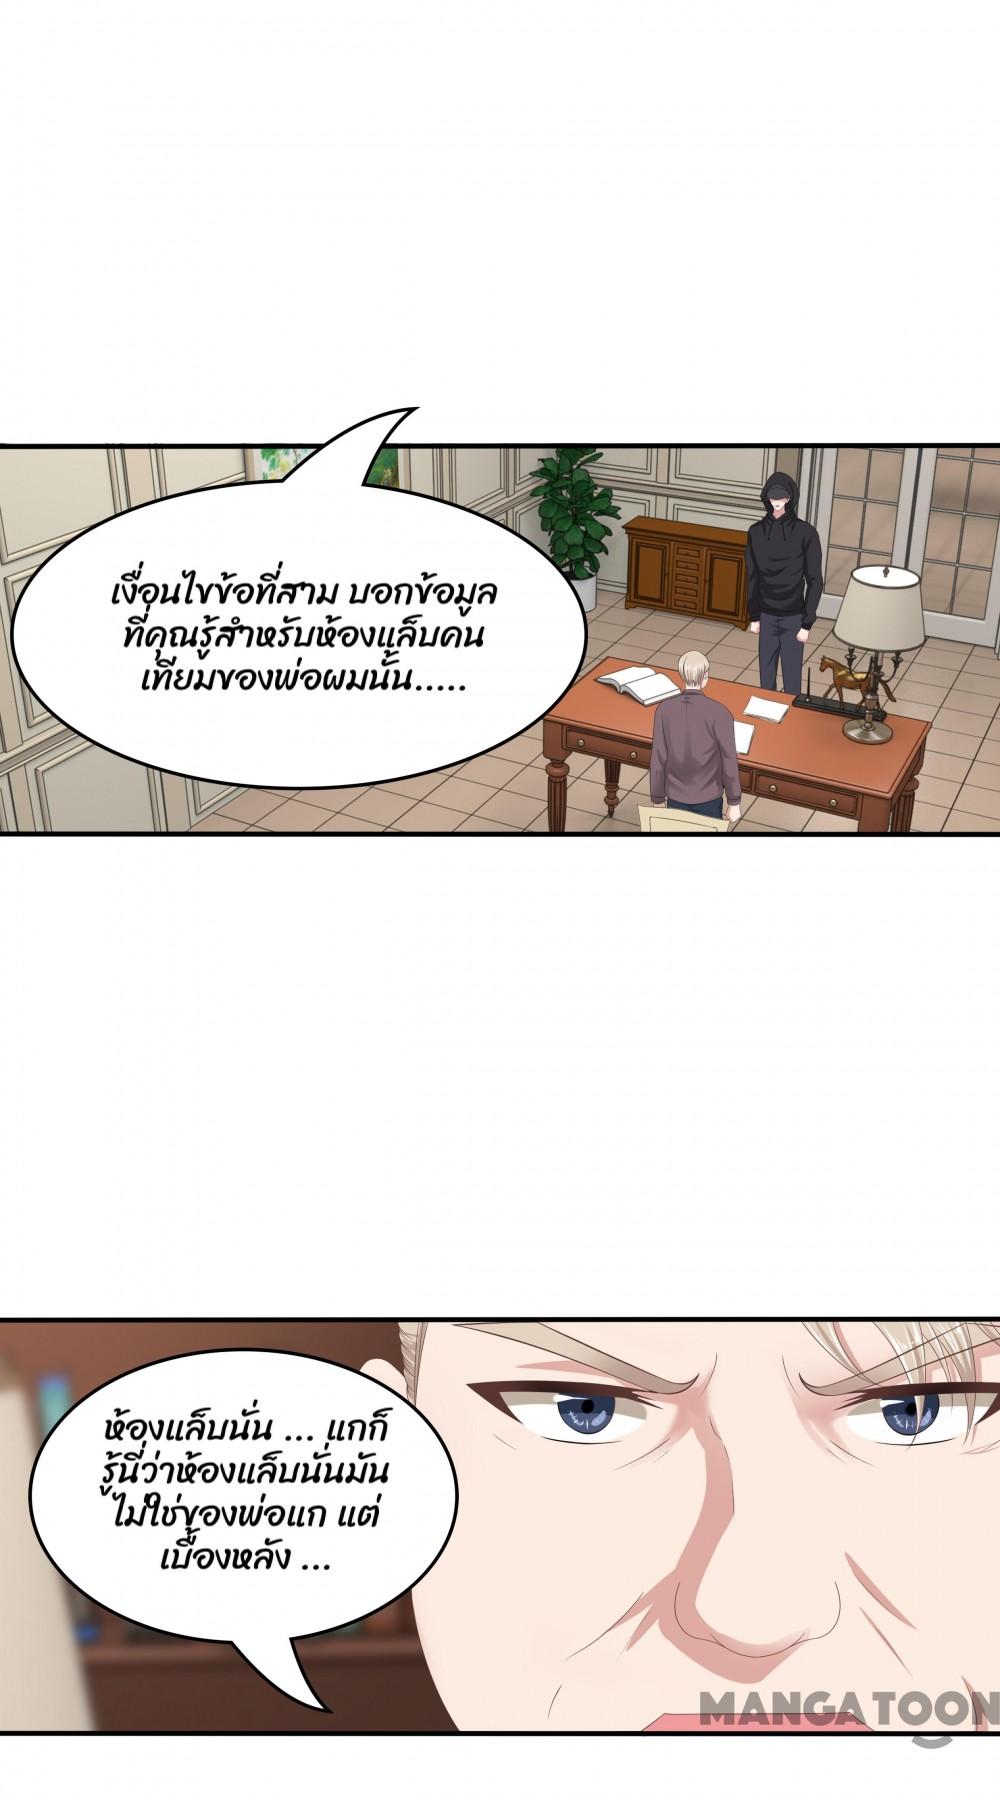 เงื่อนไขข้อที่สาม บอกข้อมูล
ที่คุณรู้สำหรับห้องแล็บคน
เทียมของพ่อผมนั้น.....
ห้องแล็บนั่น ... แกก็
รู้นี่ว่าห้องแล็บนั่นมัน
ไม่ใช่ของพ่อแก แต่
เบื้องหลัง ...
MANGATOON